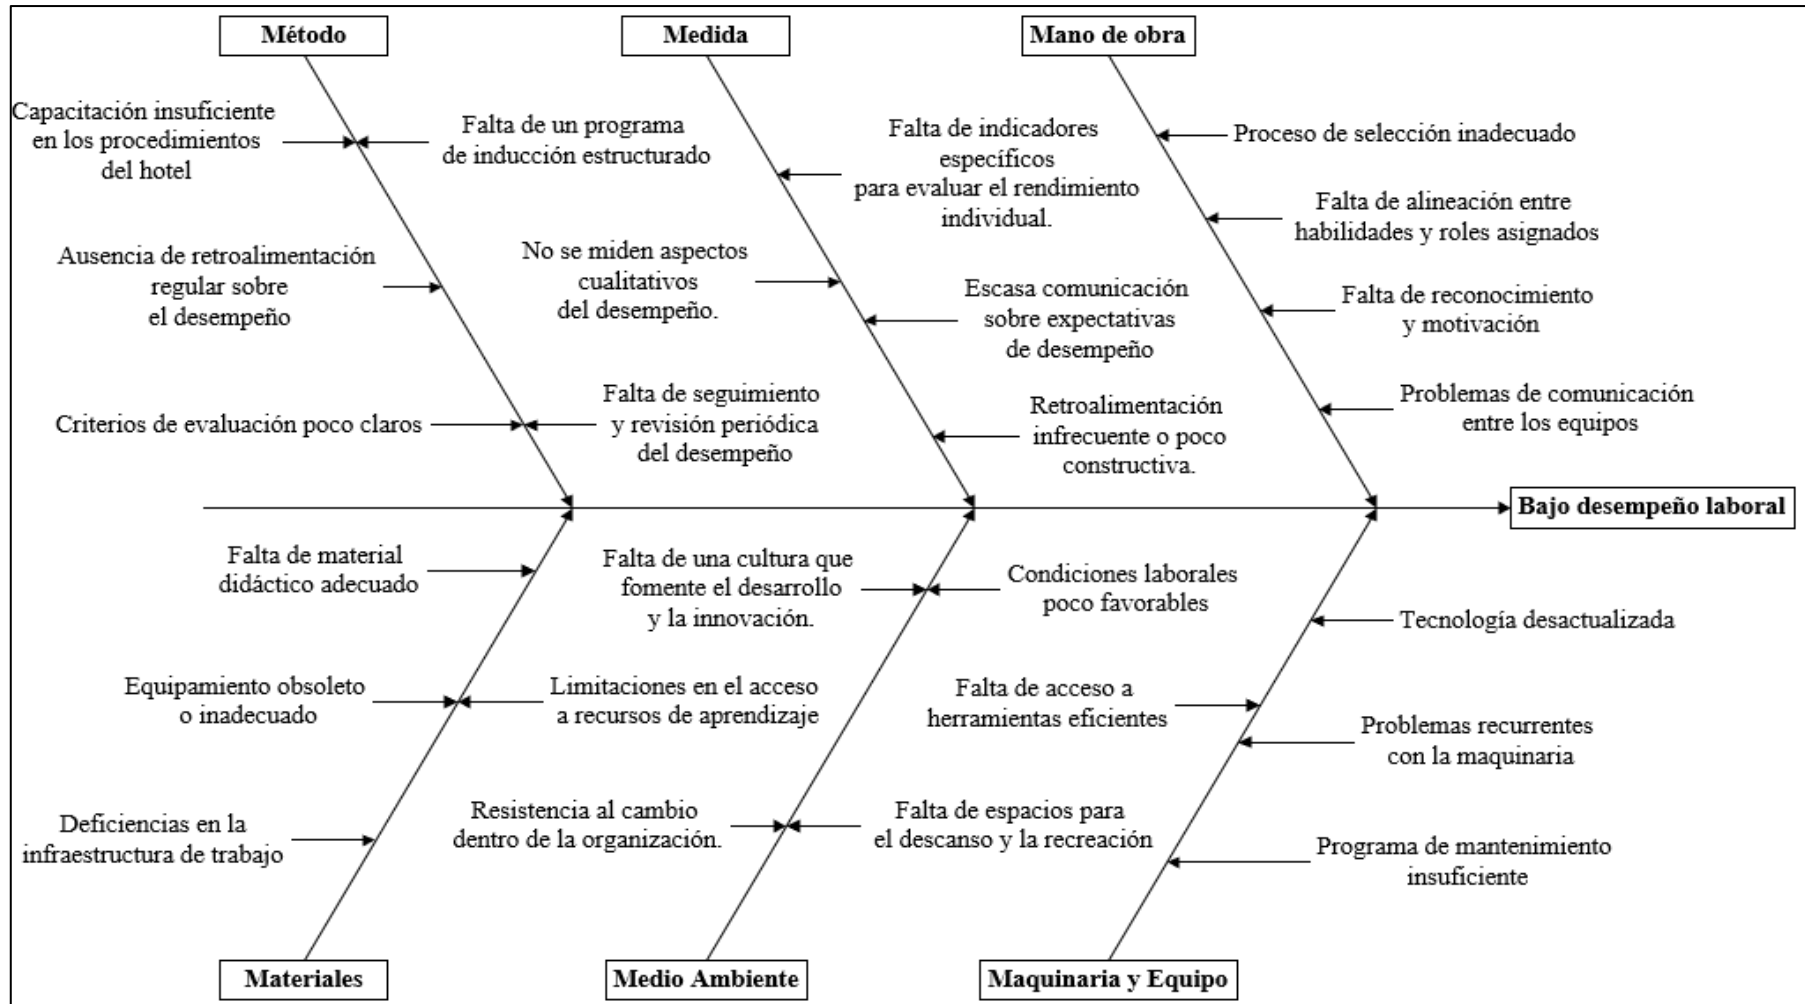 Método
Medida
Mano de obra
Capacitación insuficiente
en los procedimientos
del hotel
Falta de un programa
de inducción estructurado
Falta de indicadores
específicos
para evaluar el rendimiento
individual.
Proceso de selección inadecuado
Falta de alineación entre
habilidades y roles asignados
Ausencia de retroalimentación
regular sobre
el desempeño
No se miden aspectos
cualitativos
del desempeño.
Escasa comunicación
sobre expectativas
de desempeño
Falta de reconocimiento
y motivación
Criterios de evaluación poco claros
Falta de seguimiento
y revisión periódica
del desempeño
Retroalimentación
infrecuente o poco
constructiva.
Problemas de comunicación
entre los equipos
Bajo desempeño laboral
Falta de material
didáctico adecuado
Falta de una cultura que
fomente el desarrollo
y la innovación.
Condiciones laborales
poco favorables
Tecnología desactualizada
Equipamiento obsoleto
o inadecuado
Limitaciones en el acceso
a recursos de aprendizaje
Falta de acceso a
herramientas eficientes
Problemas recurrentes
con la maquinaria
Deficiencias en la
infraestructura de trabajo
Resistencia al cambio
dentro de la organización.
Falta de espacios para
el descanso y la recreación
Programa de mantenimiento
insuficiente
Materiales
Medio Ambiente
Maquinaria y Equipo